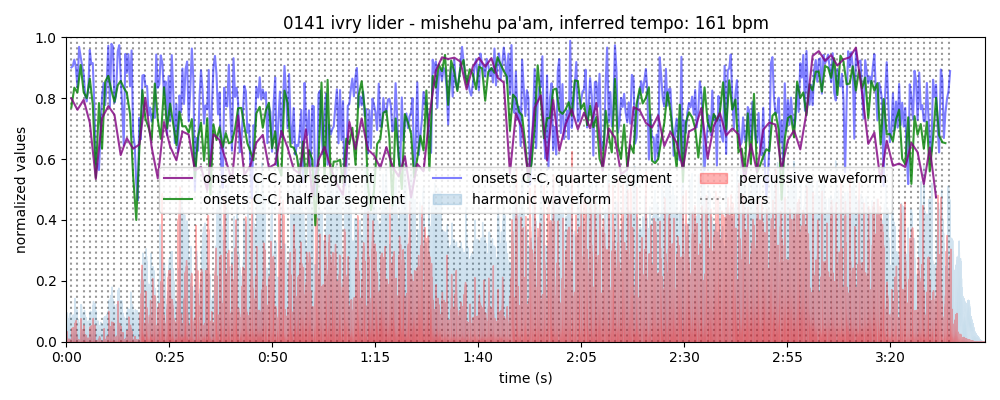 0141 ivry lider - mishehu pa'am, inferred tempo: 161 bpm
1.0
0.8
0.6
0.4
0.2
0.0
normalized values
onsets C-C, bar segment
onsets C-C, half bar segment
onsets C-C, quarter segment
harmonic waveform
percussive waveform
bars
0:00 0:25 0:50 1:15 1:40 2:05 2:30 2:55 3:20
time (s)